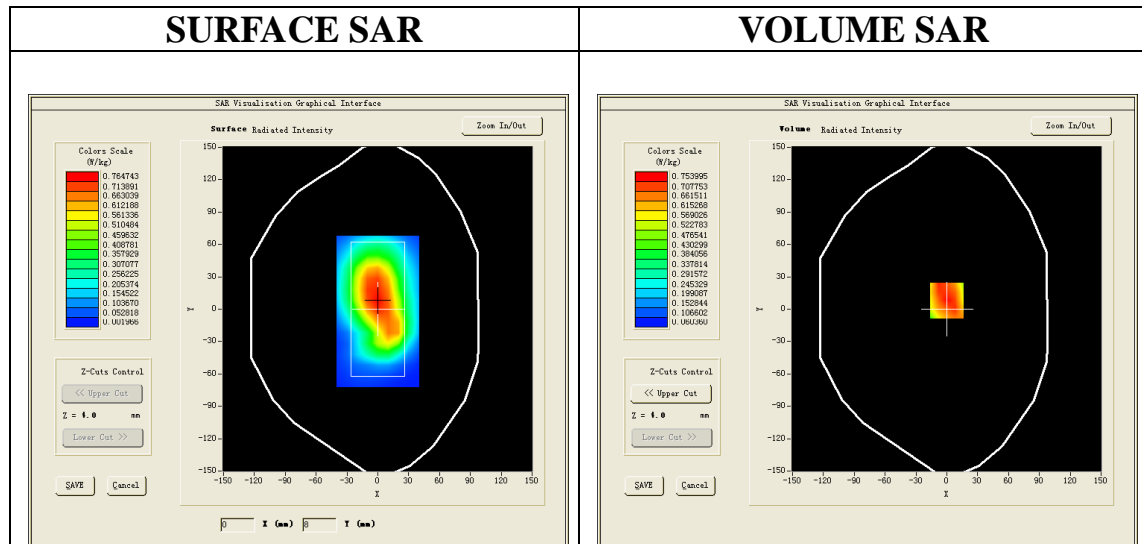 SURFACE SAR
VOLUME SAR
SAR Visualisation Graphical Interface
Surface Radiated Intensity
Zoom In/Out
Colors Scale
(W/kg)
0.764743
0.713891
0.663039
0.612188
0.561336
0.510484
0.459632
0.408781
0.357929
0.307077
0.256225
0.205374
0.154522
0.103670
0.052818
0.001966
150
120
90
60
30
0
-30
-60
-90
-120
-150
Y
-150 -120 -90 -60 -30 0 30 60 90 120 150
X
Z-Cuts Control
<< Upper Cut
Z = 4.0 mm
Lower Cut >>
SAVE Cancel
0 X (mm) 8 Y (mm)
SAR Visualisation Graphical Interface
Volume Radiated Intensity
Zoom In/Out
Colors Scale
(W/kg)
0.753995
0.707753
0.661511
0.615268
0.569026
0.522783
0.476541
0.430299
0.384056
0.337814
0.291572
0.245329
0.199087
0.152844
0.106602
0.060360
150
120
90
60
30
0
-30
-60
-90
-120
-150
Y
-150 -120 -90 -60 -30 0 30 60 90 120 150
X
Z-Cuts Control
<< Upper Cut
Z = 4.0 mm
Lower Cut >>
SAVE Cancel